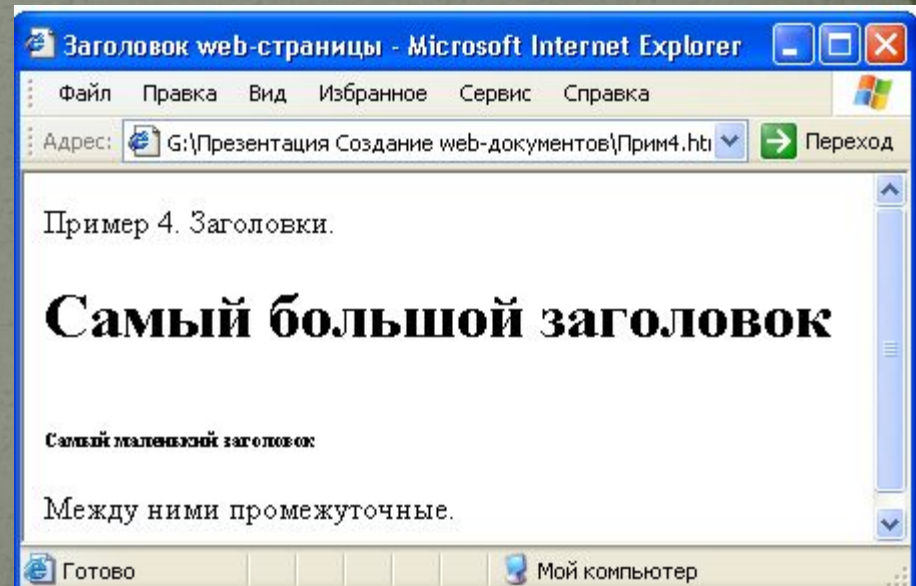 Заголовок web-страницы - Microsoft Internet Explorer
Файл Правка Вид Избранное Сервис Справка
Адрес: G:\Презентация Создание web-документов\Прим4.ht Переход
Пример 4. Заголовки.
Самый большой заголовок
Самый маленький заголовок
Между ними промежуточные.
Готово Мой компьютер